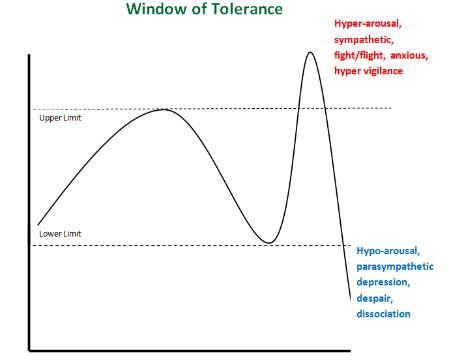 Window of Tolerance
Hyper-arousal,
sympathetic,
fight/flight, anxious,
hyper vigilance
Upper Limit
Lower Limit
Hypo-arousal,
parasympathetic
depression,
despair,
dissociation